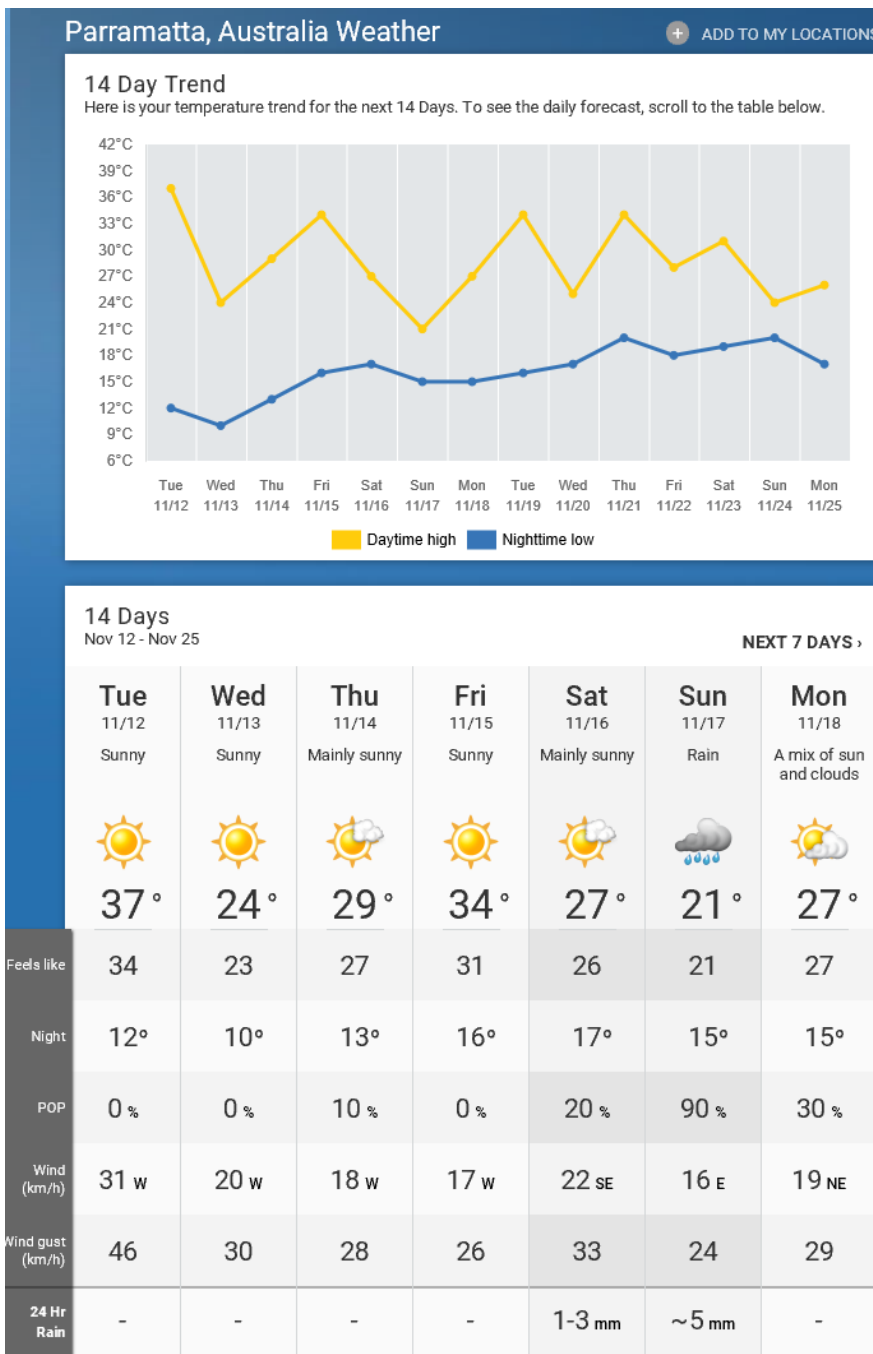 Parramatta, Australia Weather
+ ADD TO MY LOCATIONS
14 Day Trend
Here is your temperature trend for the next 14 Days. To see the daily forecast, scroll to the table below.
42°C
39°C
36°C
33°C
30°C
27°C
24°C
21°C
18°C
15°C
12°C
9°C
6°C
Tue Wed Thu Fri Sat Sun Mon Tue Wed Thu Fri Sat Sun Mon
11/12 11/13 11/14 11/15 11/16 11/17 11/18 11/19 11/20 11/21 11/22 11/23 11/24 11/25
Daytime high Nighttime low
14 Days
Nov 12 - Nov 25
NEXT 7 DAYS ›
Tue Wed Thu Fri Sat Sun Mon
11/12 11/13 11/14 11/15 11/16 11/17 11/18
Sunny Sunny Mainly sunny Sunny Mainly sunny Rain A mix of sun
and clouds
37° 24° 29° 34° 27° 21° 27°
Feels like 34 23 27 31 26 21 27
Night 12° 10° 13° 16° 17° 15° 15°
POP 0 % 0 % 10 % 0 % 20 % 90 % 30 %
Wind
(km/h) 31 W 20 W 18 W 17 W 22 SE 16 E 19 NE
Wind gust
(km/h) 46 30 28 26 33 24 29
24 Hr
Rain - - - - 1-3 mm ~5 mm -